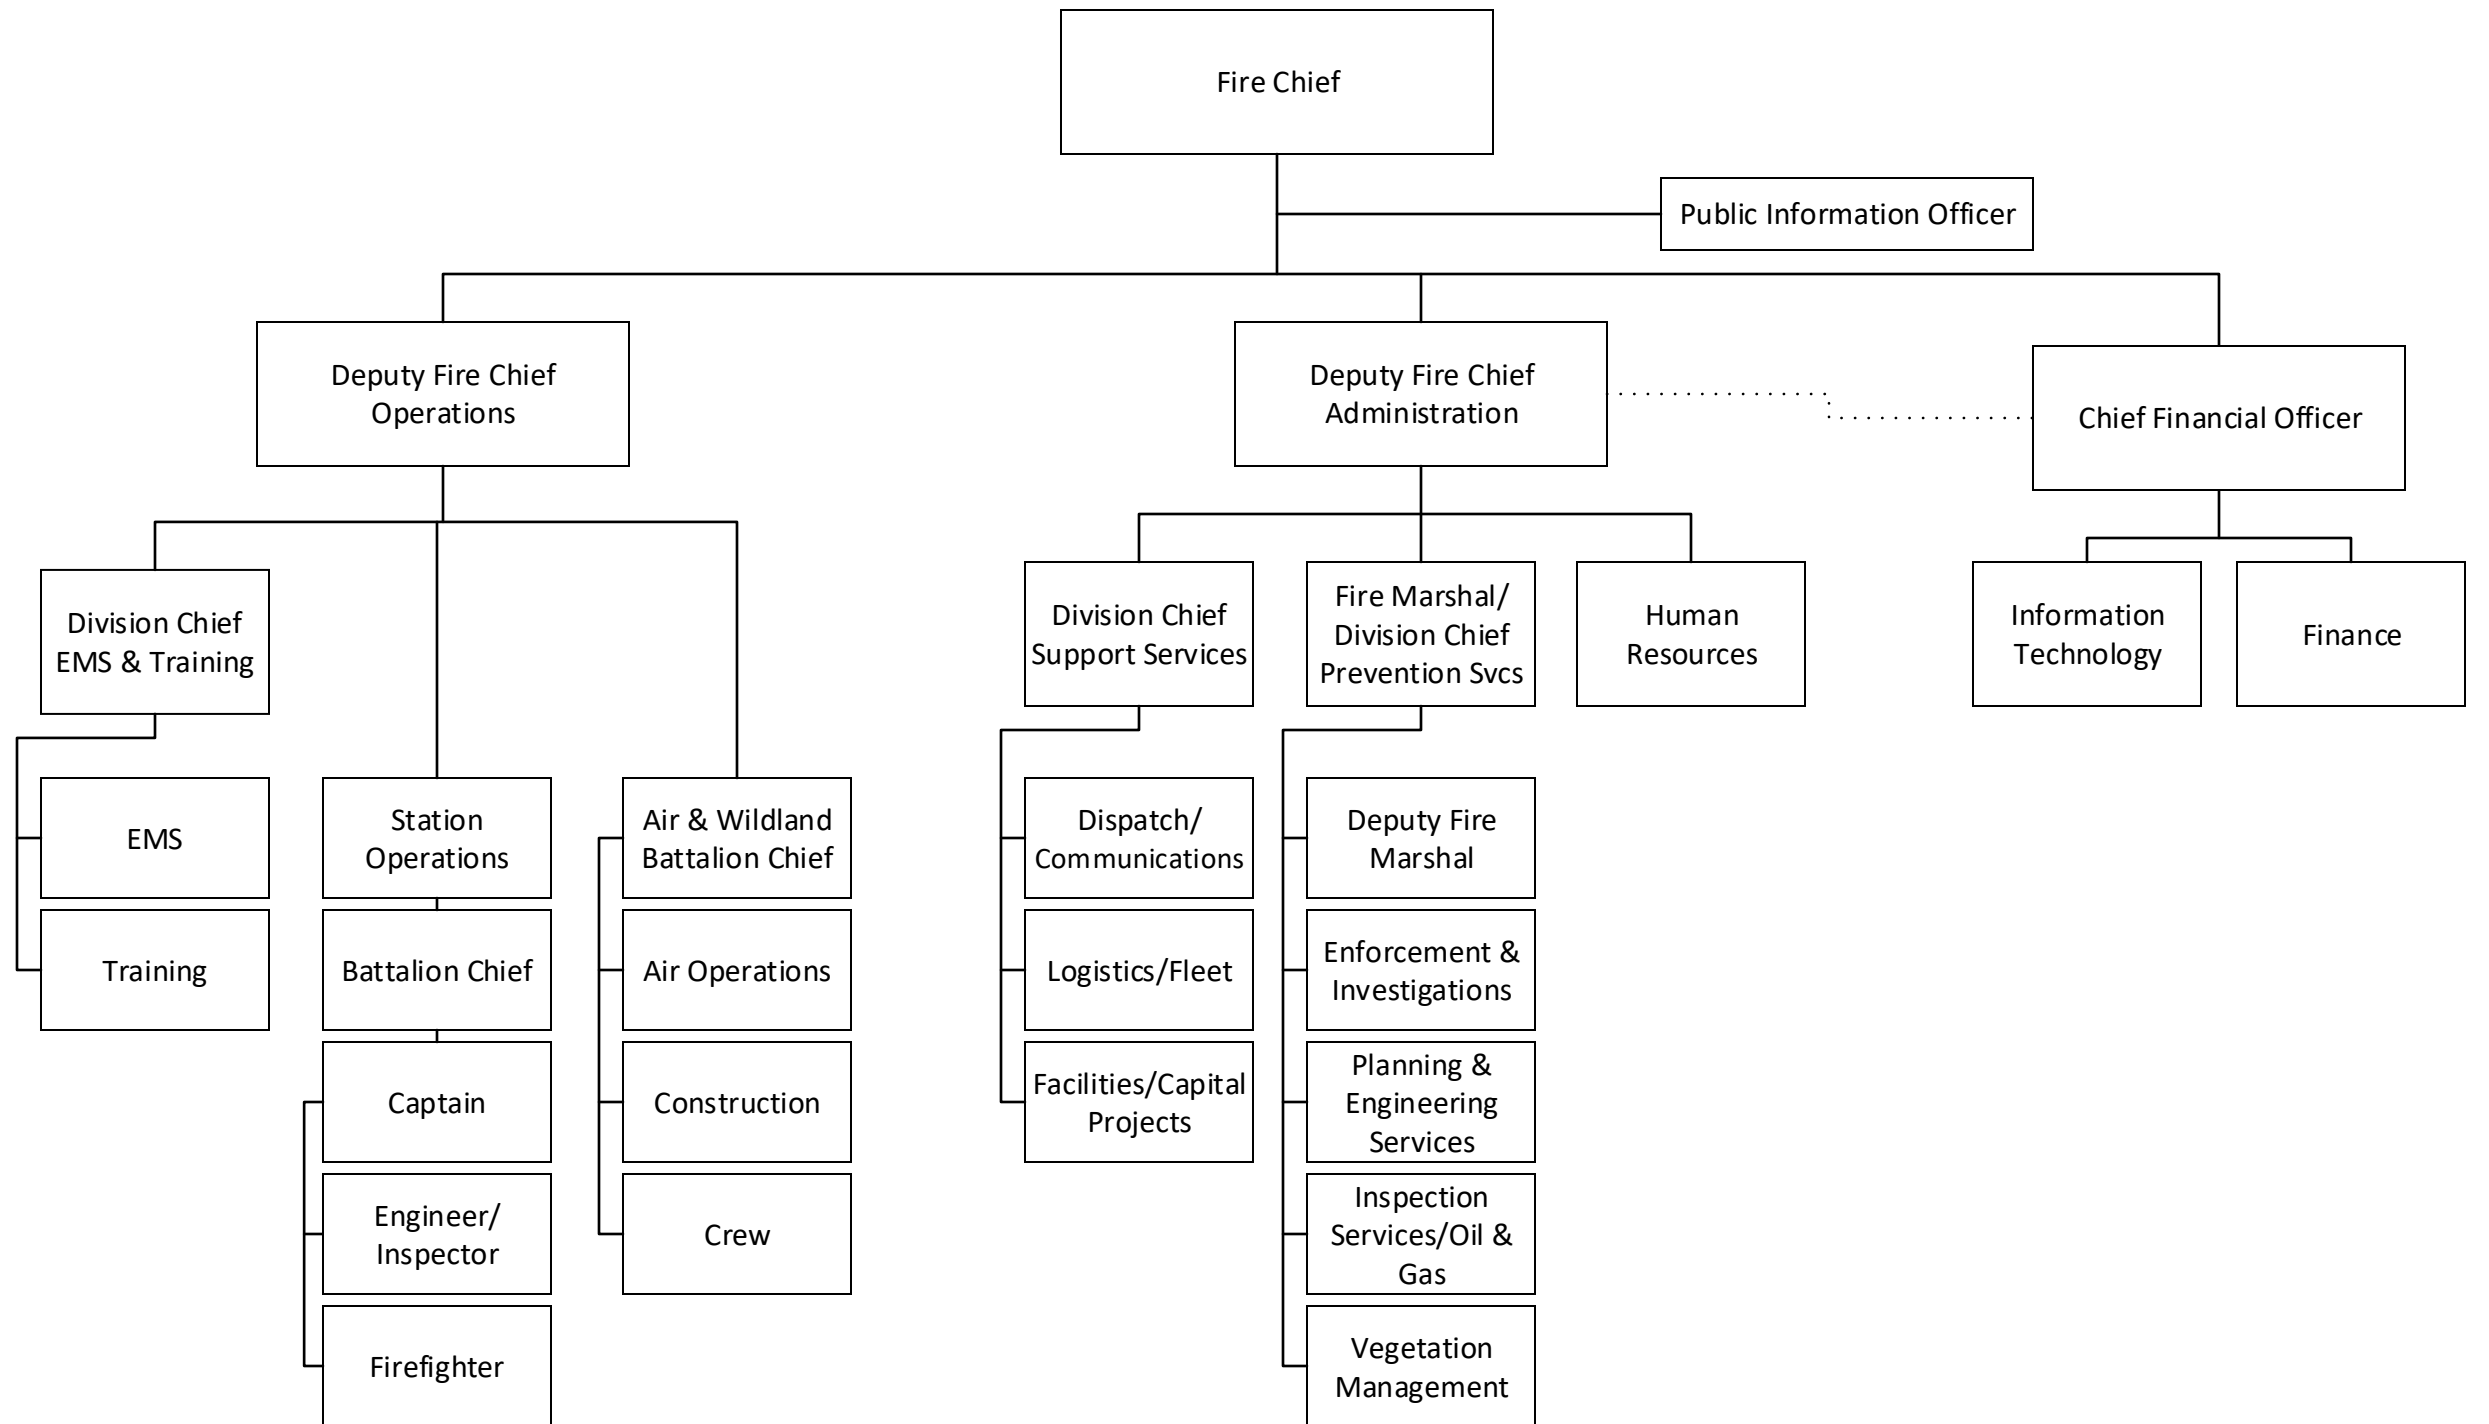 Fire Chief
Public Information Officer
Deputy Fire Chief
Operations
Deputy Fire Chief
Administration
Chief Financial Officer
Division Chief
EMS & Training
Division Chief
Support Services
Fire Marshal/
Division Chief
Prevention Svcs
Human
Resources
Information
Technology
Finance
EMS
Training
Station
Operations
Battalion Chief
Captain
Engineer/
Inspector
Firefighter
Air & Wildland
Battalion Chief
Air Operations
Construction
Crew
Dispatch/
Communications
Logistics/Fleet
Facilities/Capital
Projects
Deputy Fire
Marshal
Enforcement &
Investigations
Planning &
Engineering
Services
Inspection
Services/Oil &
Gas
Vegetation
Management